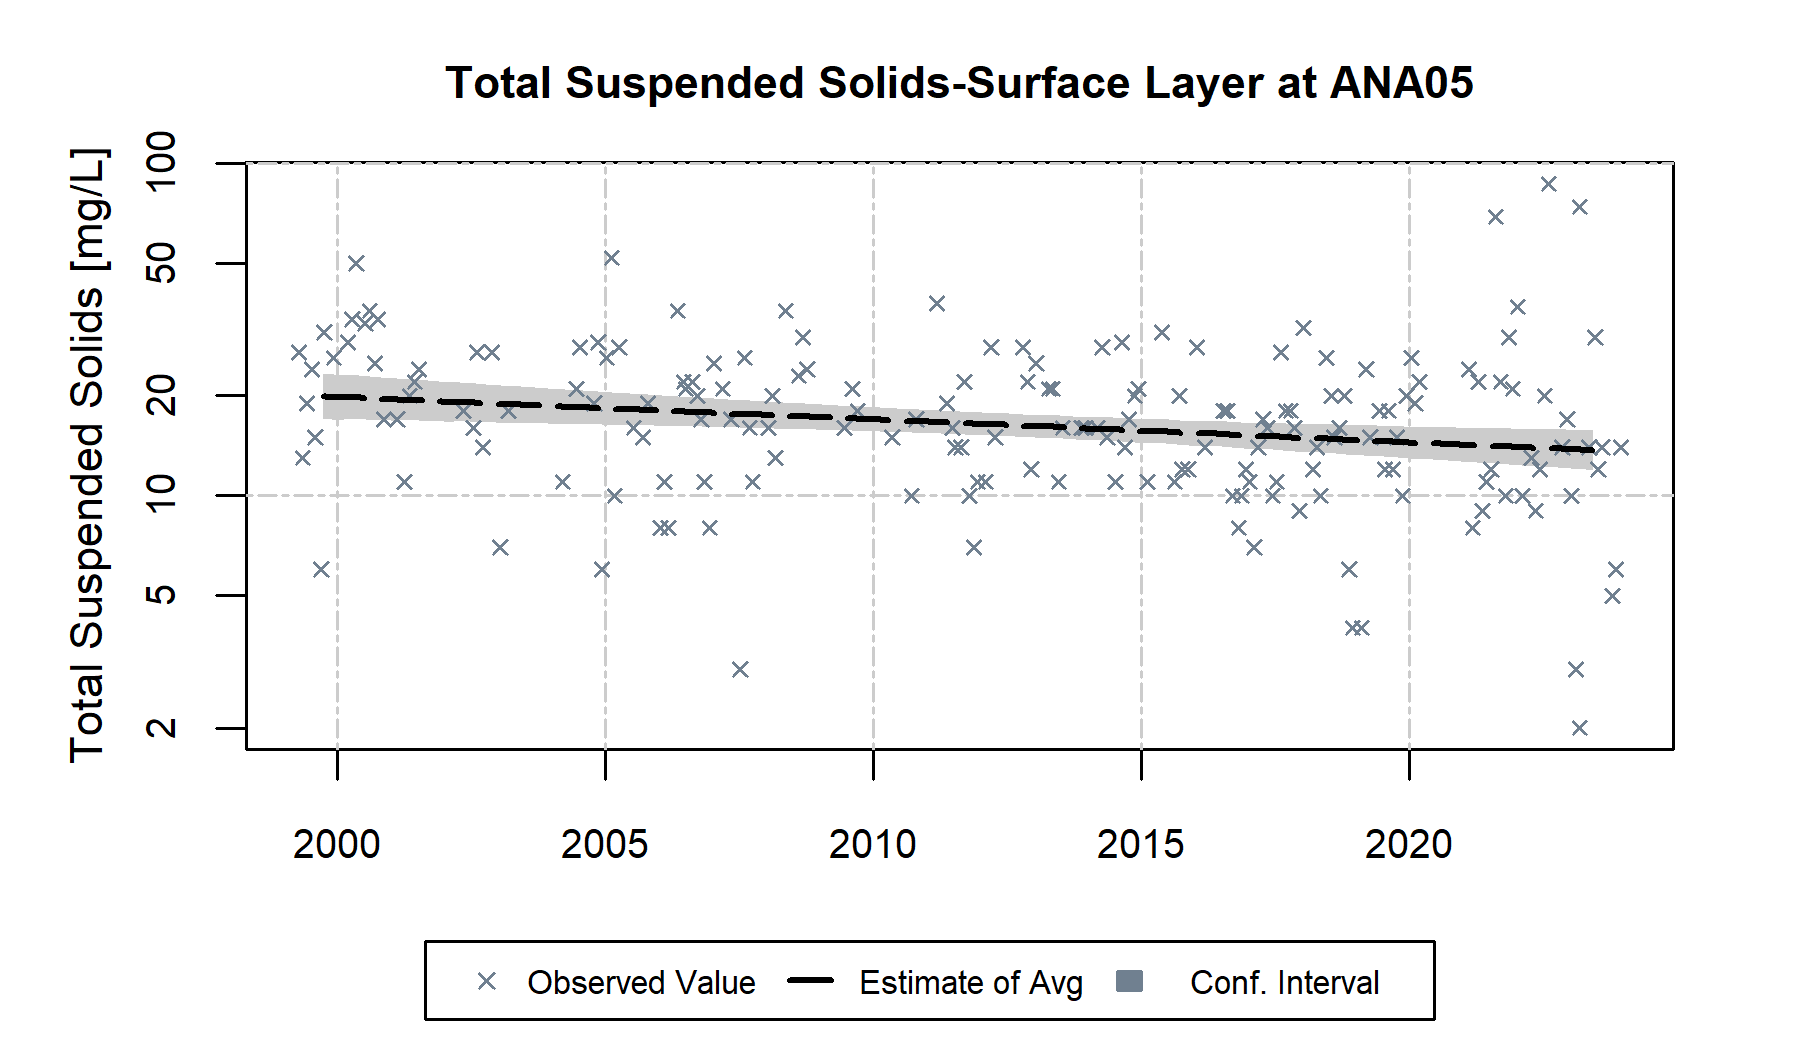 Total Suspended Solids-Surface Layer at ANA05
Total Suspended Solids [mg/L]
100
50
20
10
5
2
2000 2005 2010 2015 2020
Observed Value Estimate of Avg Conf. Interval